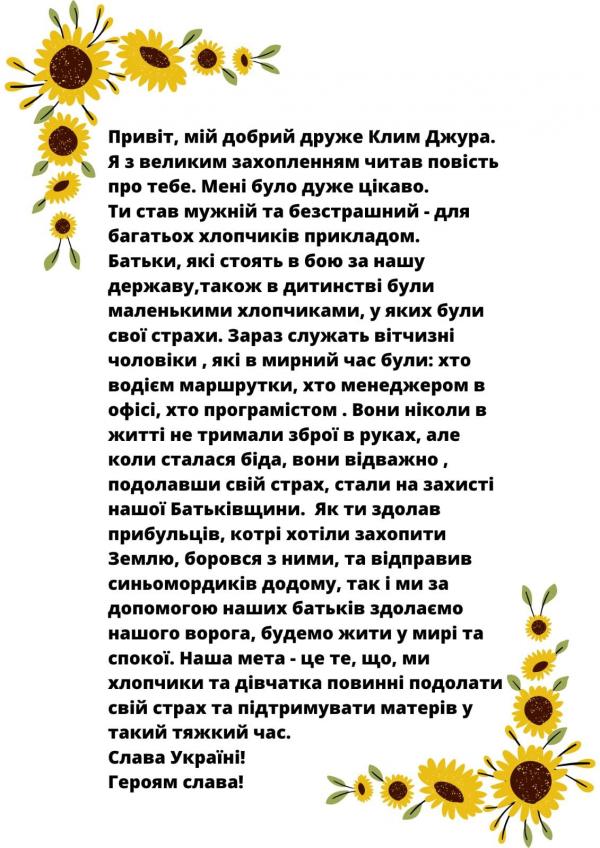 Привіт, мій добрий друже Клим Джура.
Я з великим захопленням читав повість
про тебе. Мені було дуже цікаво.
Ти став мужній та безстрашний - для
багатьох хлопчиків прикладом.
Батьки, які стоять в бою за нашу
державу,також в дитинстві були
маленькими хлопчиками, у яких були
свої страхи. Зараз служать вітчизні
чоловіки , які в мирний час були: хто
водієм маршрутки, хто менеджером в
офісі, хто програмістом . Вони ніколи в
житті не тримали зброї в руках, але
коли сталася біда, вони відважно ,
подолавши свій страх, стали на захисті
нашої Батьківщини.  Як ти здолав
прибульців, котрі хотіли захопити
Землю, боровся з ними, та відправив
синьомордиків додому, так і ми за
допомогою наших батьків здолаємо
нашого ворога, будемо жити у мирі та
спокої. Наша мета - це те, що, ми
хлопчики та дівчатка повинні подолати
свій страх та підтримувати матерів у
такий тяжкий час.
Слава Україні!
Героям слава!